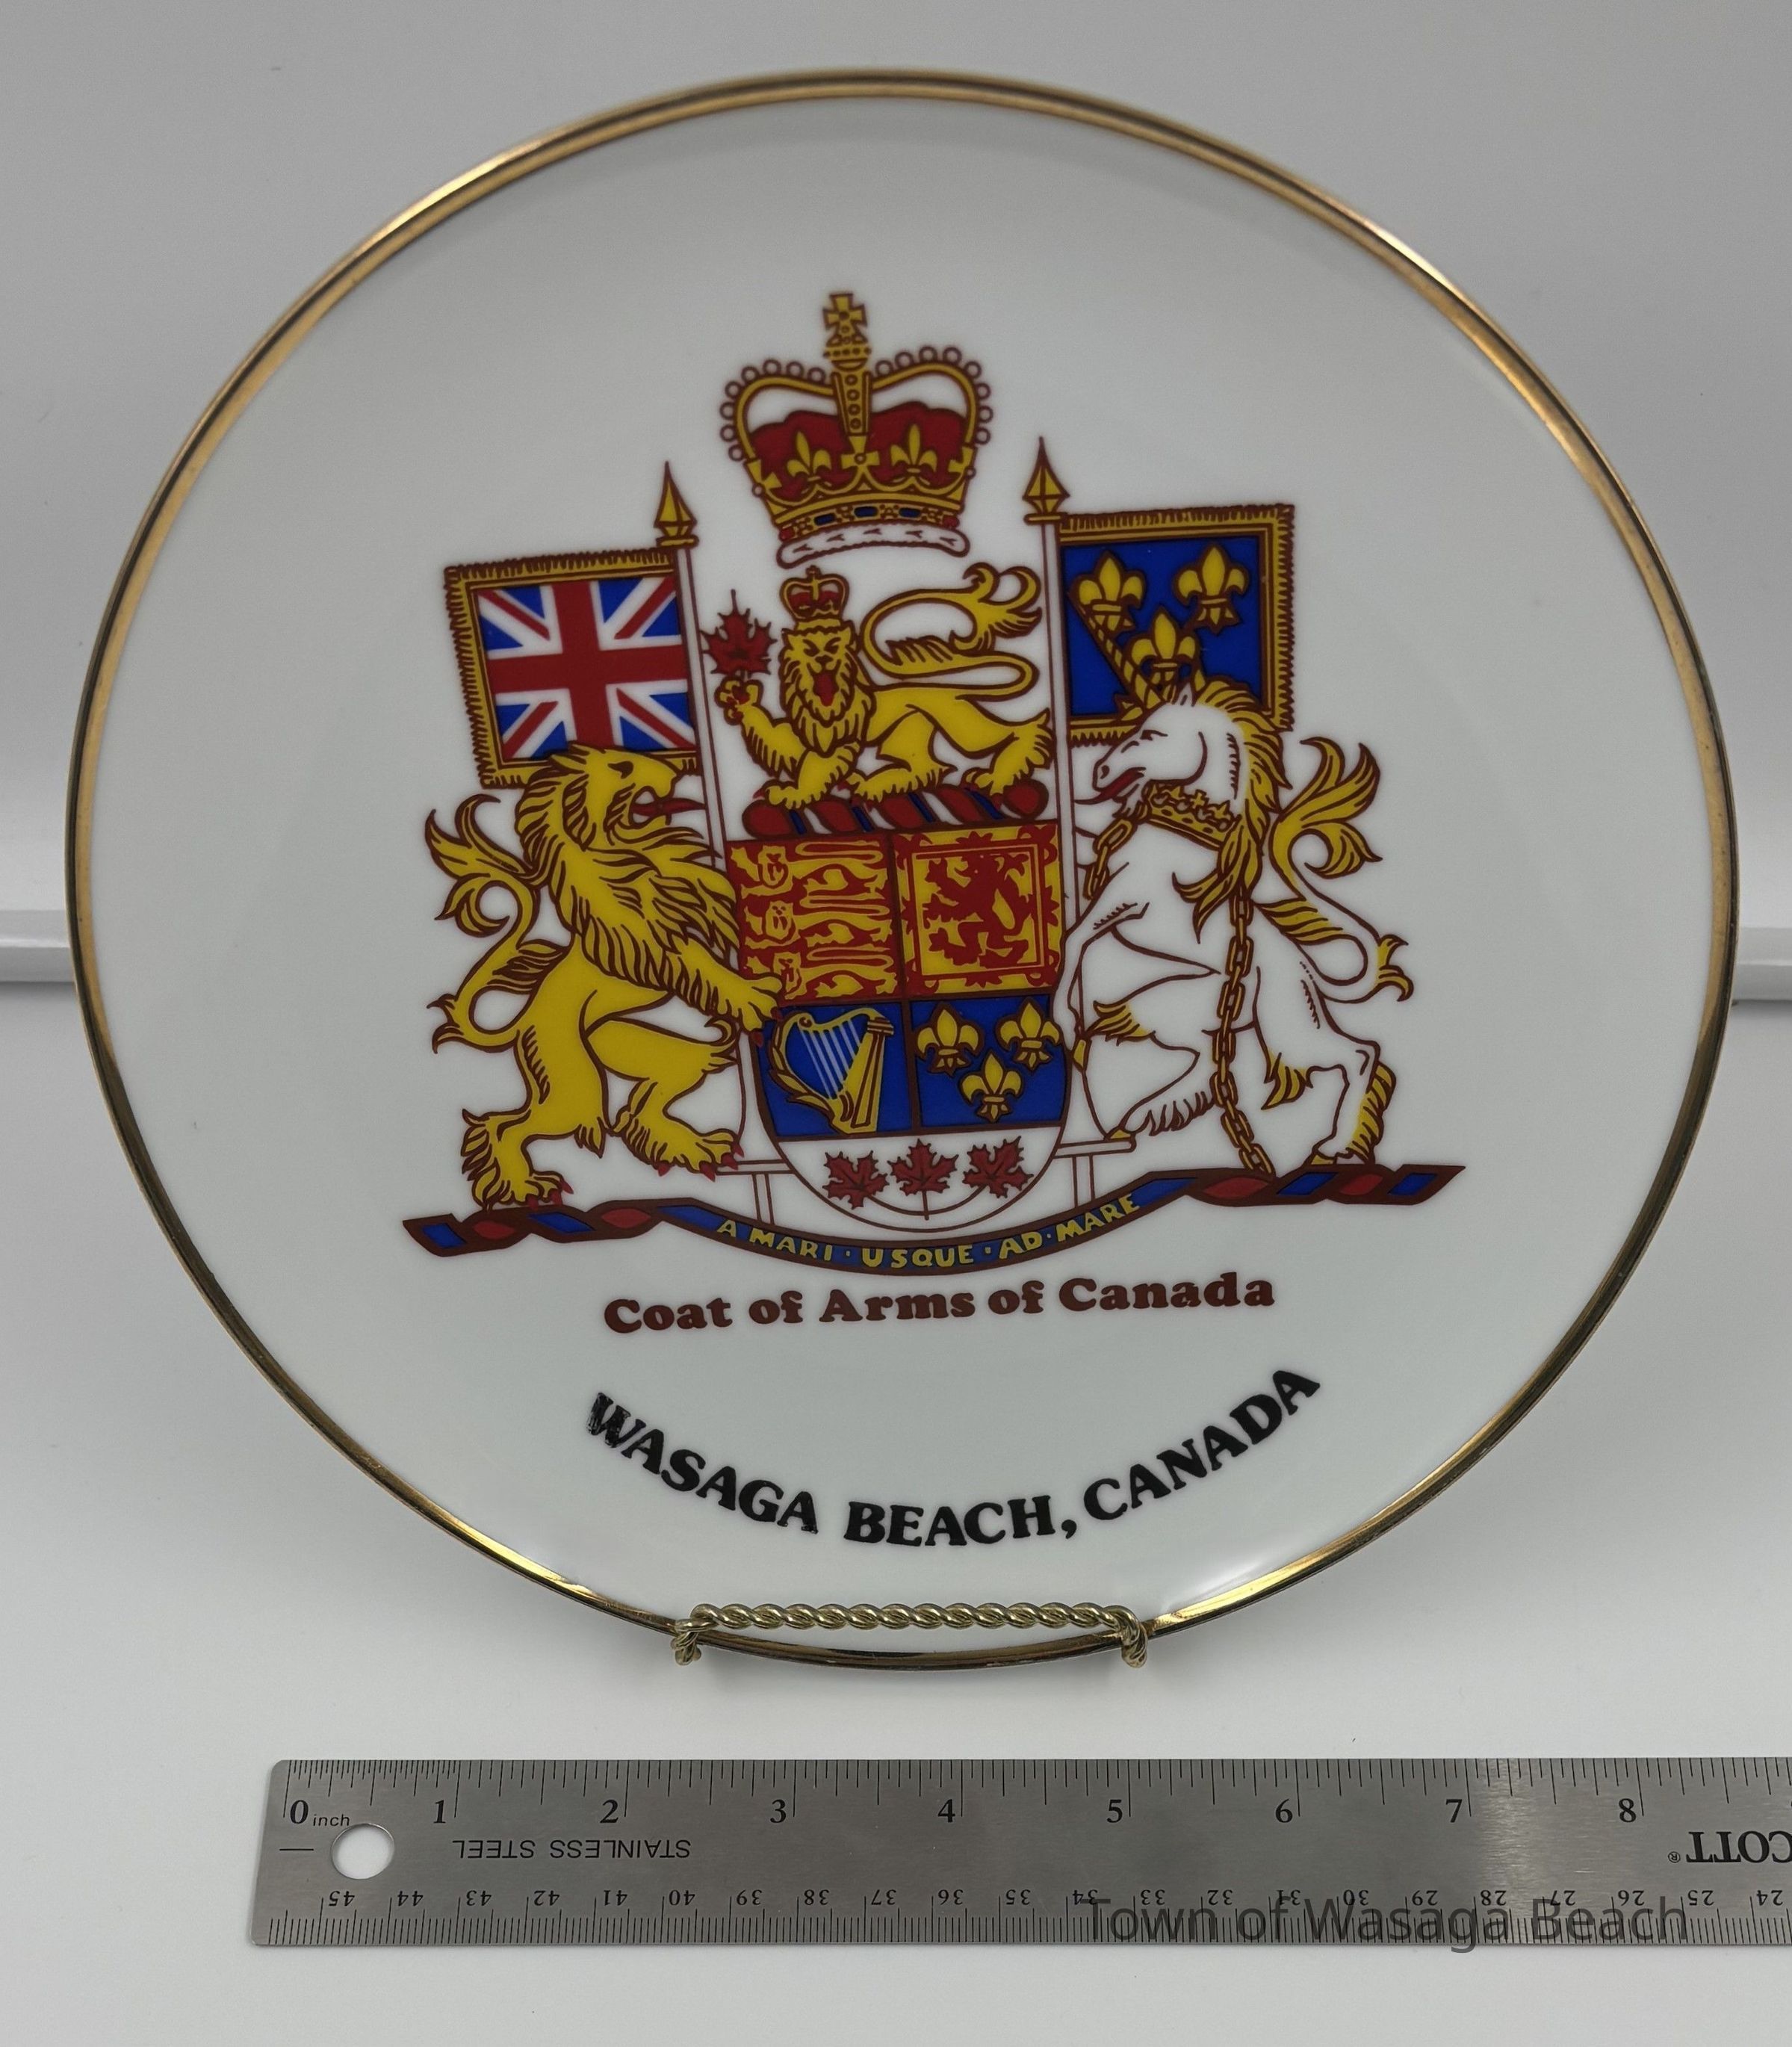 A MARI · USQUE · AD · MARE
Coat of Arms of Canada
WASAGA BEACH, CANADA
0 inch 1 2 3 4 5 6 7 8
STAINLESS STEEL
45 44 43 42 41 40 39 38 37 36 35 34 33 32 31 30 29 28 27 26 25 24
Town of Wasaga Beach